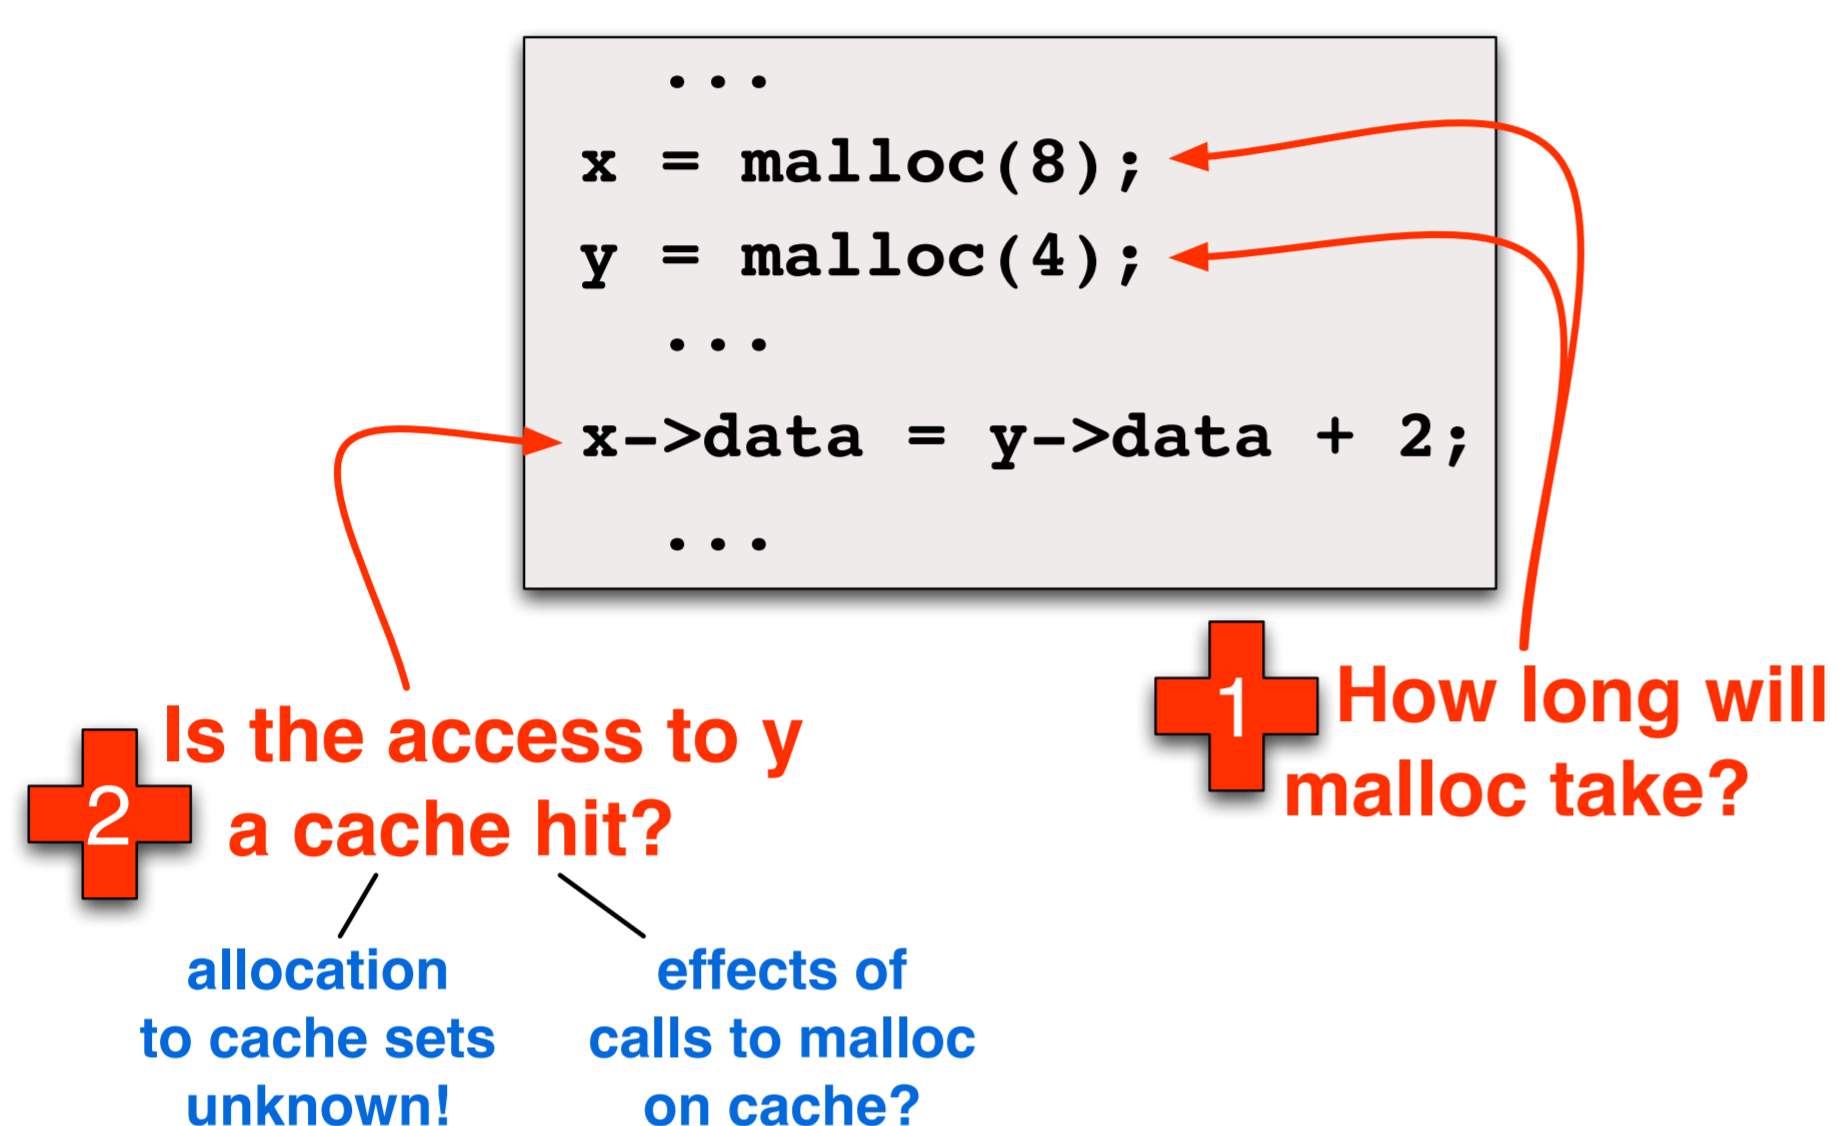 ...
x = malloc(8);
y = malloc(4);
...
x->data = y->data + 2;
...
1 How long will
malloc take?
2 Is the access to y
a cache hit?
allocation
to cache sets
unknown!
effects of
calls to malloc
on cache?